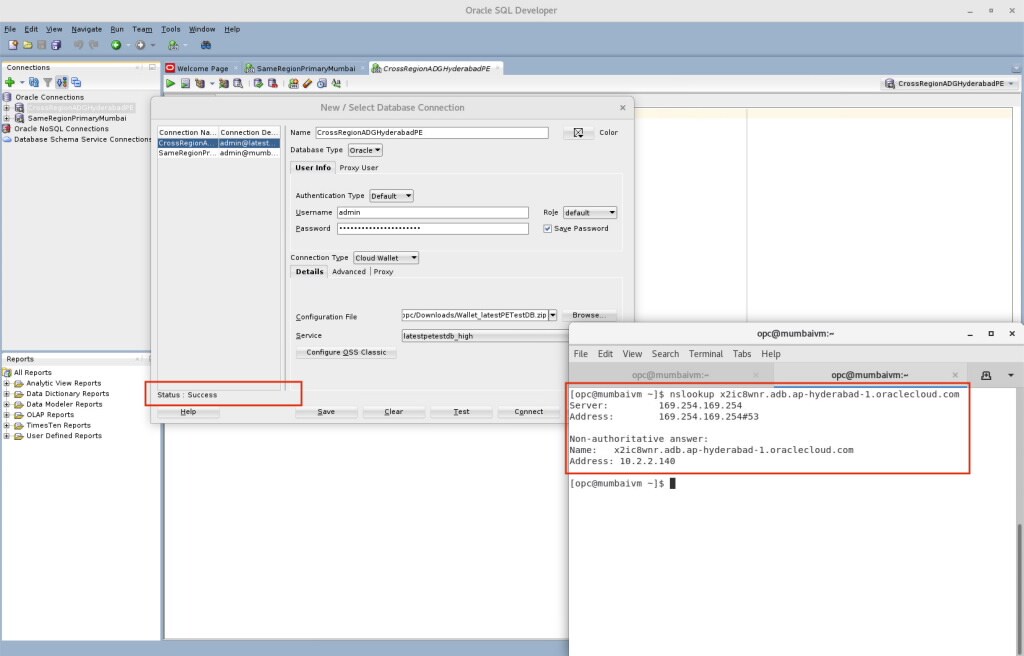 Oracle SQL Developer
File Edit View Navigate Run Team Tools Window Help
Connections
Oracle Connections
CrossRegionADGHyderabadPE
SameRegionPrimaryMumbai
Oracle NoSQL Connections
Database Schema Service Connections
Welcome Page
SameRegionPrimaryMumbai
CrossRegionADGHyderabadPE
CrossRegionADGHyderabadPE
New / Select Database Connection
Connection Na... Connection De...
CrossRegionA... admin@latest...
SameRegionPr... admin@mumb...
Name CrossRegionADGHyderabadPE Color
Database Type Oracle
User Info Proxy User
Authentication Type Default
Username admin Role default
Password •••••••••••••••••••••• Save Password
Connection Type Cloud Wallet
Details Advanced Proxy
Configuration File opc/Downloads/Wallet_latestPETestDB.zip Browse...
Service latestpetestdb_high
Configure OSS Classic
Status : Success
Help Save Clear Test Connect
Reports
All Reports
Analytic View Reports
Data Dictionary Reports
Data Modeler Reports
OLAP Reports
TimesTen Reports
User Defined Reports
opc@mumbaivm:~
File Edit View Search Terminal Tabs Help
opc@mumbaivm:~ opc@mumbaivm:~
[opc@mumbaivm ~]$ nslookup x2ic8wnr.adb.ap-hyderabad-1.oraclecloud.com
Server: 169.254.169.254
Address: 169.254.169.254#53
Non-authoritative answer:
Name: x2ic8wnr.adb.ap-hyderabad-1.oraclecloud.com
Address: 10.2.2.140
[opc@mumbaivm ~]$